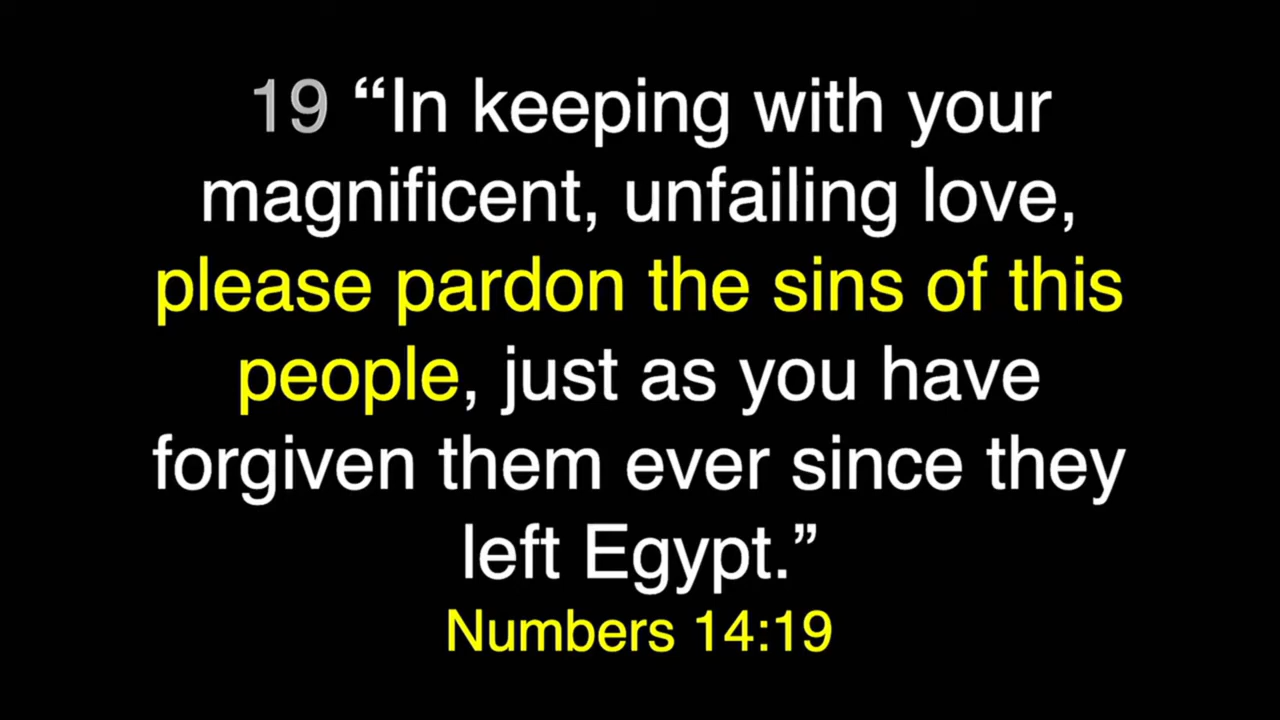 19 “In keeping with your
magnificent, unfailing love,
please pardon the sins of this
people, just as you have
forgiven them ever since they
left Egypt.”
Numbers 14:19